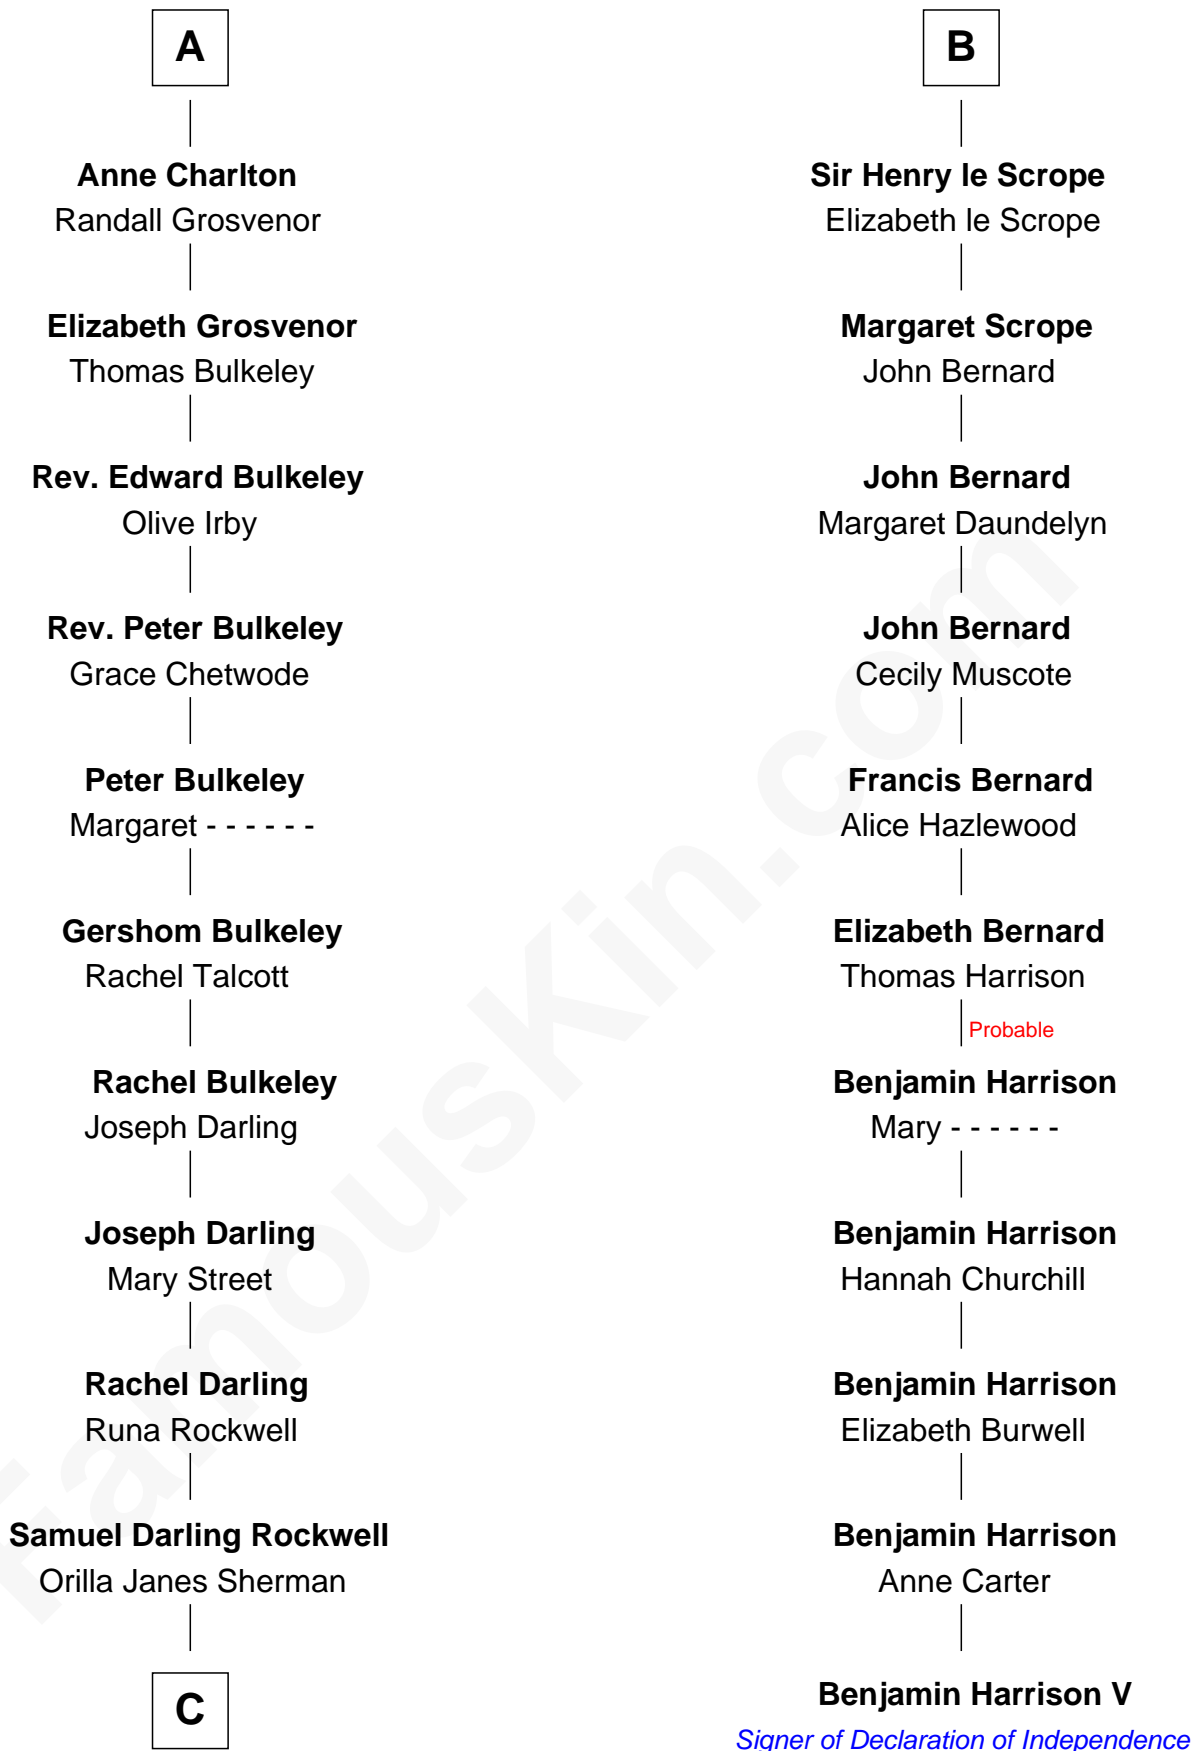 A
Anne Charlton
Randall Grosvenor
Elizabeth Grosvenor
Thomas Bulkeley
Rev. Edward Bulkeley
Olive Irby
Rev. Peter Bulkeley
Grace Chetwode
Peter Bulkeley
Margaret - - - - - -
Gershom Bulkeley
Rachel Talcott
Rachel Bulkeley
Joseph Darling
Joseph Darling
Mary Street
Rachel Darling
Runa Rockwell
Samuel Darling Rockwell
Orilla Janes Sherman
C
B
Sir Henry le Scrope
Elizabeth le Scrope
Margaret Scrope
John Bernard
John Bernard
Margaret Daundelyn
John Bernard
Cecily Muscote
Francis Bernard
Alice Hazlewood
Elizabeth Bernard
Thomas Harrison
Probable
Benjamin Harrison
Mary - - - - - -
Benjamin Harrison
Hannah Churchill
Benjamin Harrison
Elizabeth Burwell
Benjamin Harrison
Anne Carter
Benjamin Harrison V
Signer of Declaration of Independence
FamousKin.com